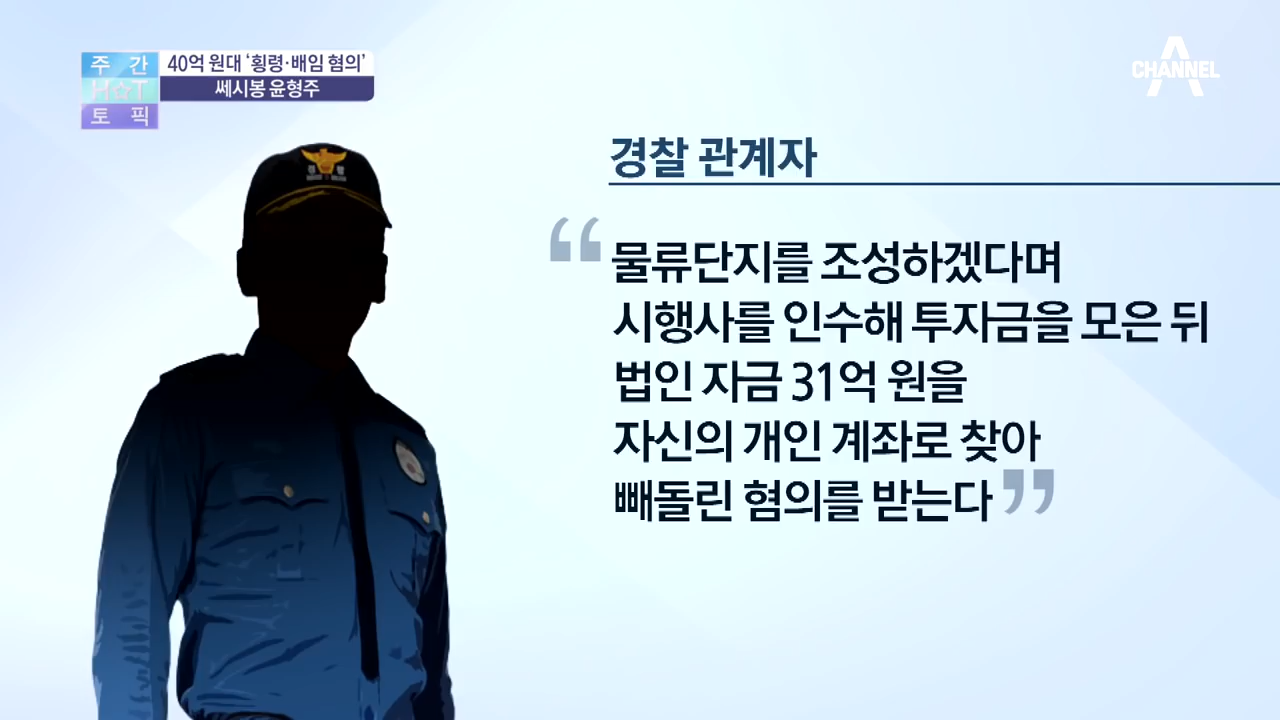 주간
H☆T
토픽
40억 원대 '횡령·배임 혐의'
쎄시봉 윤형주
CHANNEL A
경찰 관계자
“물류단지를 조성하겠다며
시행사를 인수해 투자금을 모은 뒤
법인 자금 31억 원을
자신의 개인 계좌로 찾아
빼돌린 혐의를 받는다”